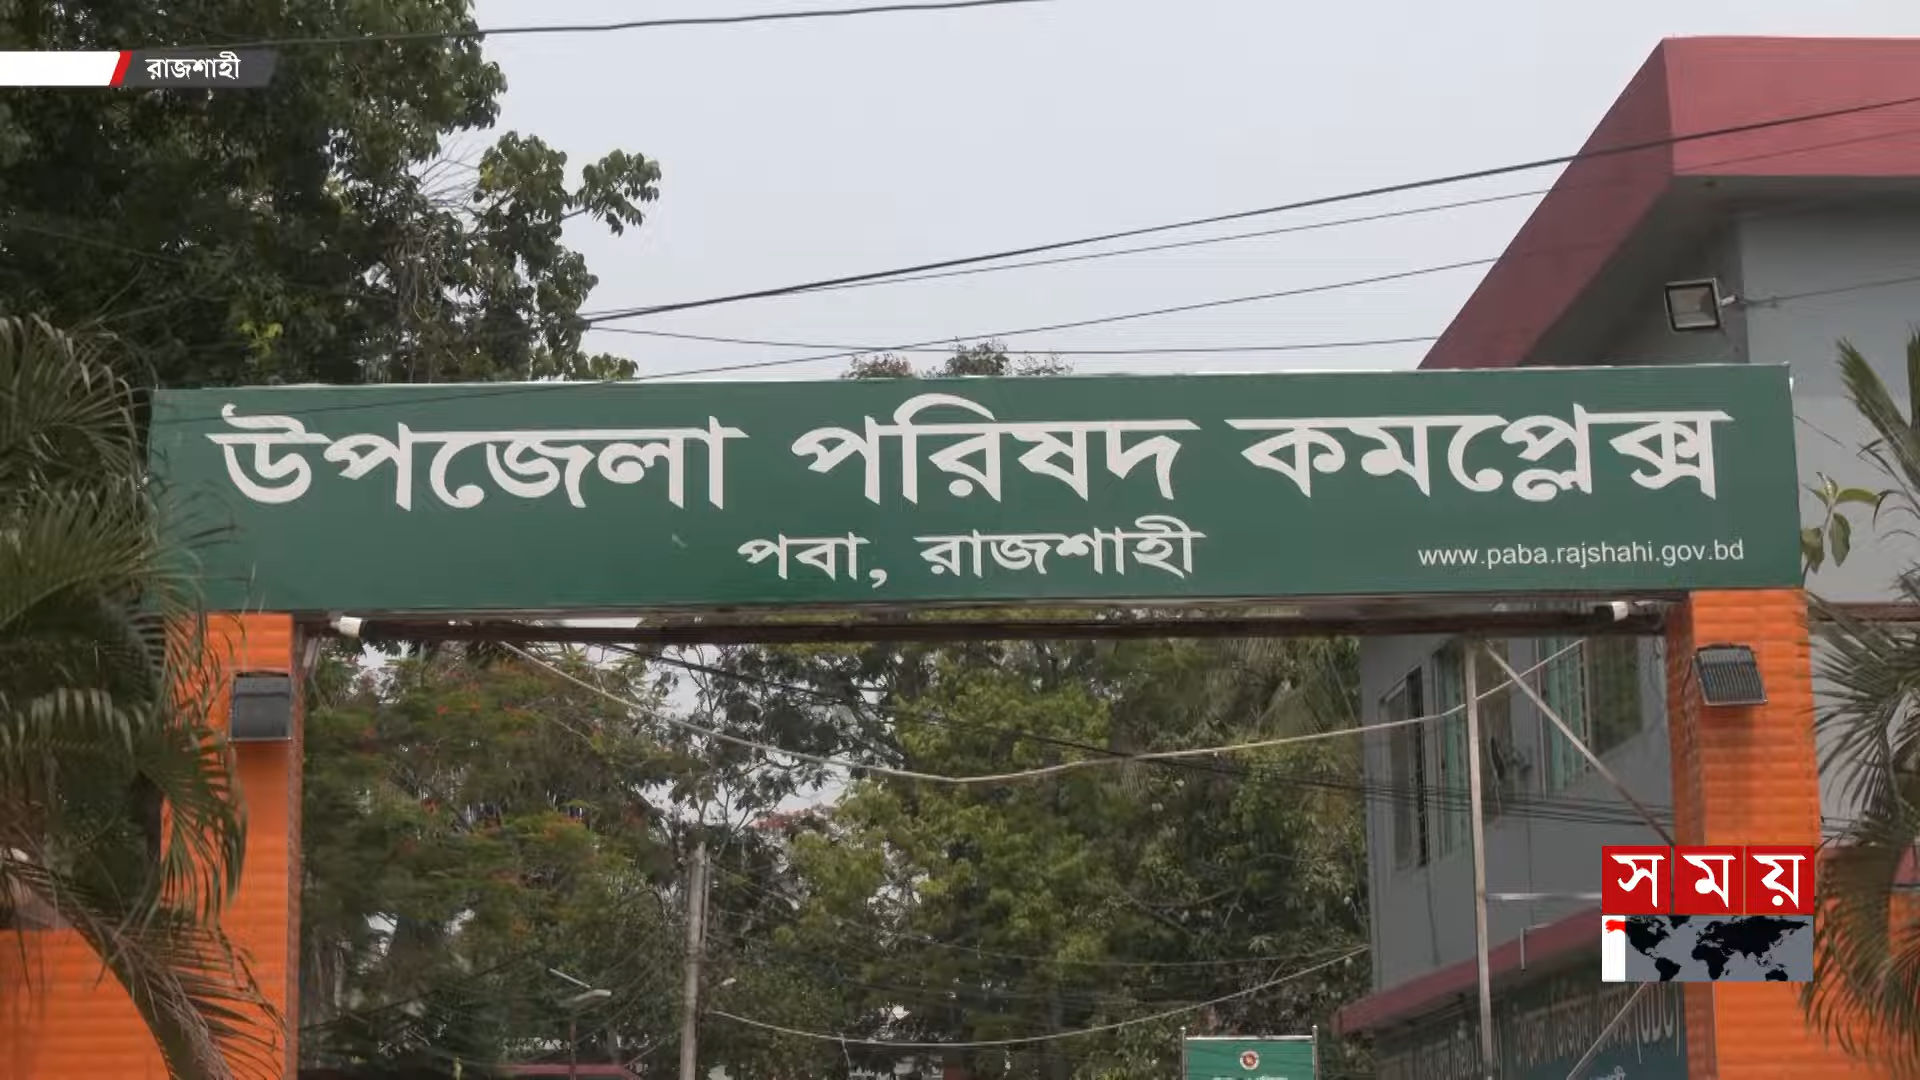 রাজশাহী
উপজেলা পরিষদ কমপ্লেক্স
পবা, রাজশাহী
www.paba.rajshahi.gov.bd
সময়